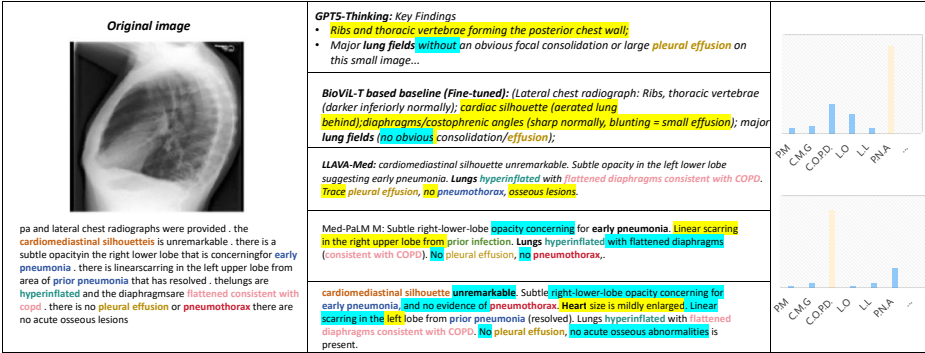 Original image
pa and lateral chest radiographs were provided . the
cardiomediastinal silhouetteis is unremarkable . there is a
subtle opacityin the right lower lobe that is concerningfor early
pneumonia . there is linearscarring in the left upper lobe from
area of prior pneumonia that has resolved . thelungs are
hyperinflated and the diaphragmsare flattened consistent with
copd . there is no pleural effusion or pneumothorax there are
no acute osseous lesions
GPT5-Thinking: Key Findings
• Ribs and thoracic vertebrae forming the posterior chest wall;
• Major lung fields without an obvious focal consolidation or large pleural effusion on
this small image...
BioViL-T based baseline (Fine-tuned): (Lateral chest radiograph: Ribs, thoracic vertebrae
(darker inferiorly normally); cardiac silhouette (aerated lung
behind);diaphragms/costophrenic angles (sharp normally, blunting = small effusion); major
lung fields (no obvious consolidation/effusion);
LLAVA-Med: cardiomediastinal silhouette unremarkable. Subtle opacity in the left lower lobe
suggesting early pneumonia. Lungs hyperinflated with flattened diaphragms consistent with COPD.
Trace pleural effusion, no pneumothorax, osseous lesions.
Med-PaLM M: Subtle right-lower-lobe opacity concerning for early pneumonia. Linear scarring
in the right upper lobe from prior infection. Lungs hyperinflated with flattened diaphragms
(consistent with COPD). No pleural effusion, no pneumothorax,.
cardiomediastinal silhouette unremarkable. Subtle right-lower-lobe opacity concerning for
early pneumonia, and no evidence of pneumothorax. Heart size is mildly enlarged. Linear
scarring in the left lobe from prior pneumonia (resolved). Lungs hyperinflated with flattened
diaphragms consistent with COPD. No pleural effusion, no acute osseous abnormalities is
present.
P.M
C.M.G
C.O.P.D.
L.O
L.L
P.N.A
...
P.M
C.M.G
C.O.P.D.
L.O
L.L
P.N.A
...